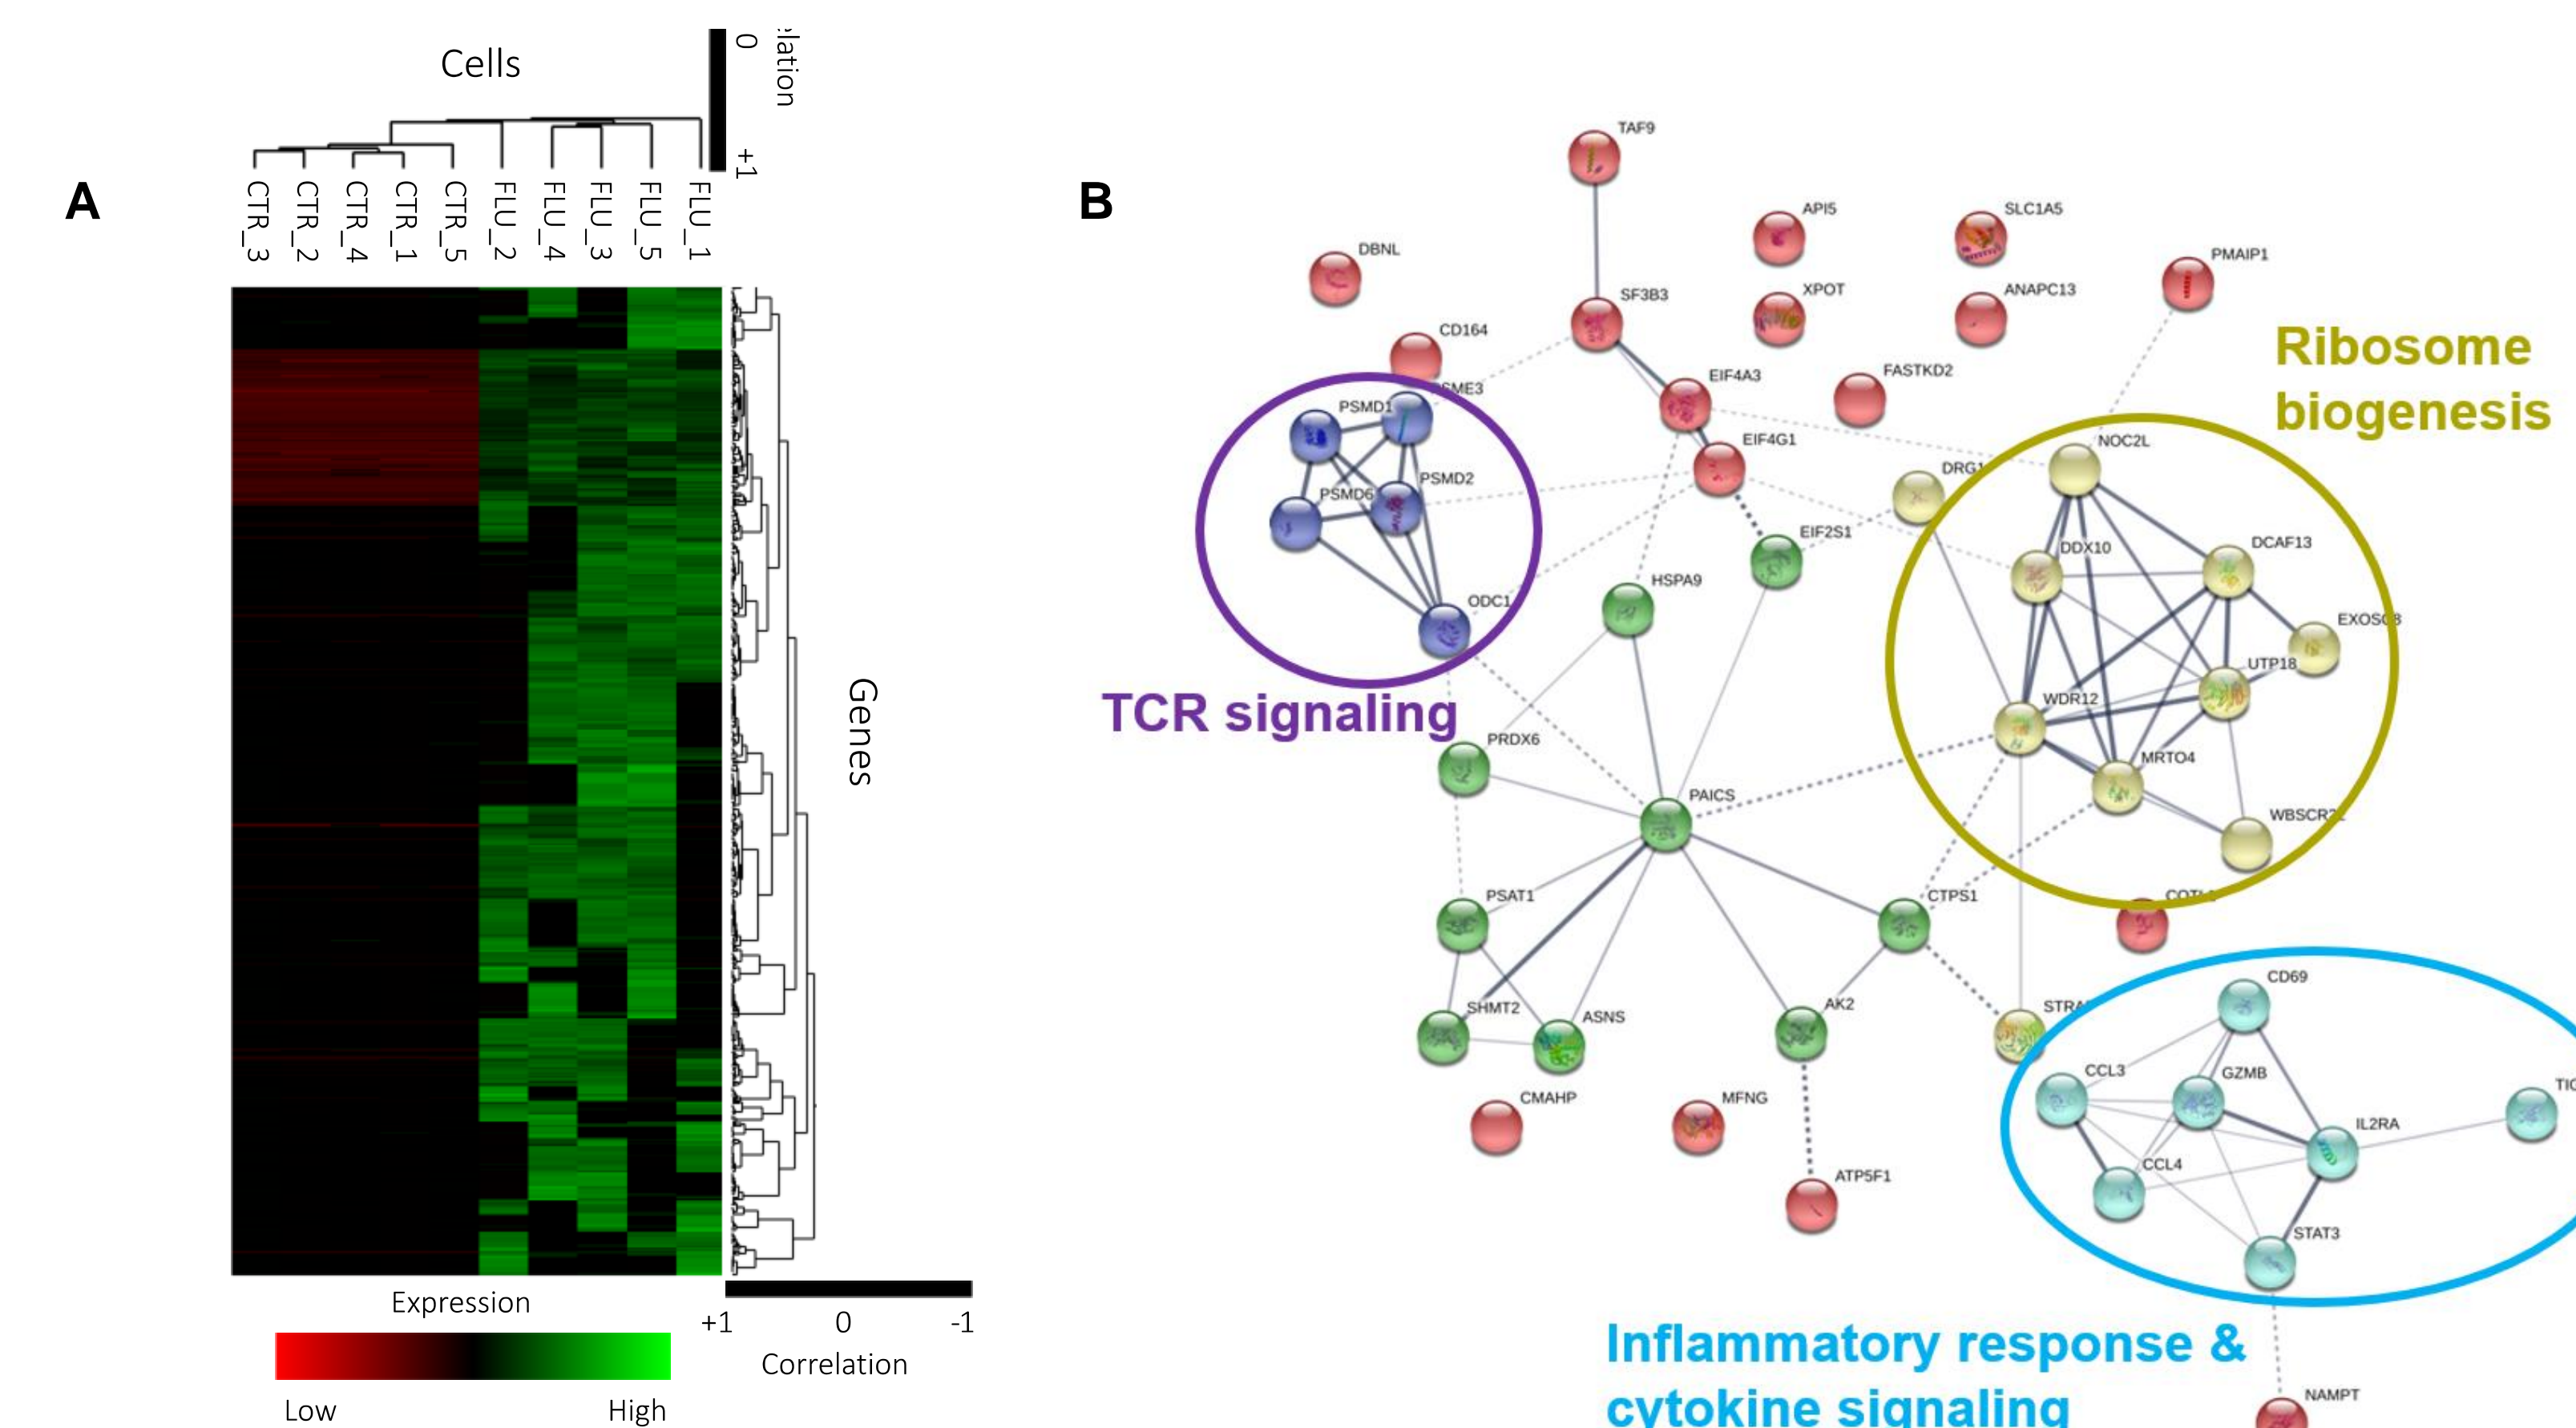 A
Cells
0
+1
CTR_3
CTR_2
CTR_4
CTR_1
CTR_5
FLU_2
FLU_4
FLU_3
FLU_5
FLU_1
Genes
Expression
Low
High
+1
0
-1
Correlation
B
TAF9
API5
SLC1A5
DBNL
PMAIP1
SF3B3
XPOT
ANAPC13
CD164
EIF4A3
FASTKD2
Ribosome
biogenesis
PSMD1
EIF4G1
NOC2L
PSMD6
PSMD2
EIF2S1
DDX10
DCAF13
HSPA9
ODC1
UTP18
TCR signaling
WDR12
PRDX6
MRTO4
PAICS
PSAT1
CTPS1
CD69
SHMT2
ASNS
AK2
CCL3
GZMB
CMAHP
MFNG
IL2RA
CCL4
ATP5F1
STAT3
Inflammatory response &
cytokine signaling
NAMPT